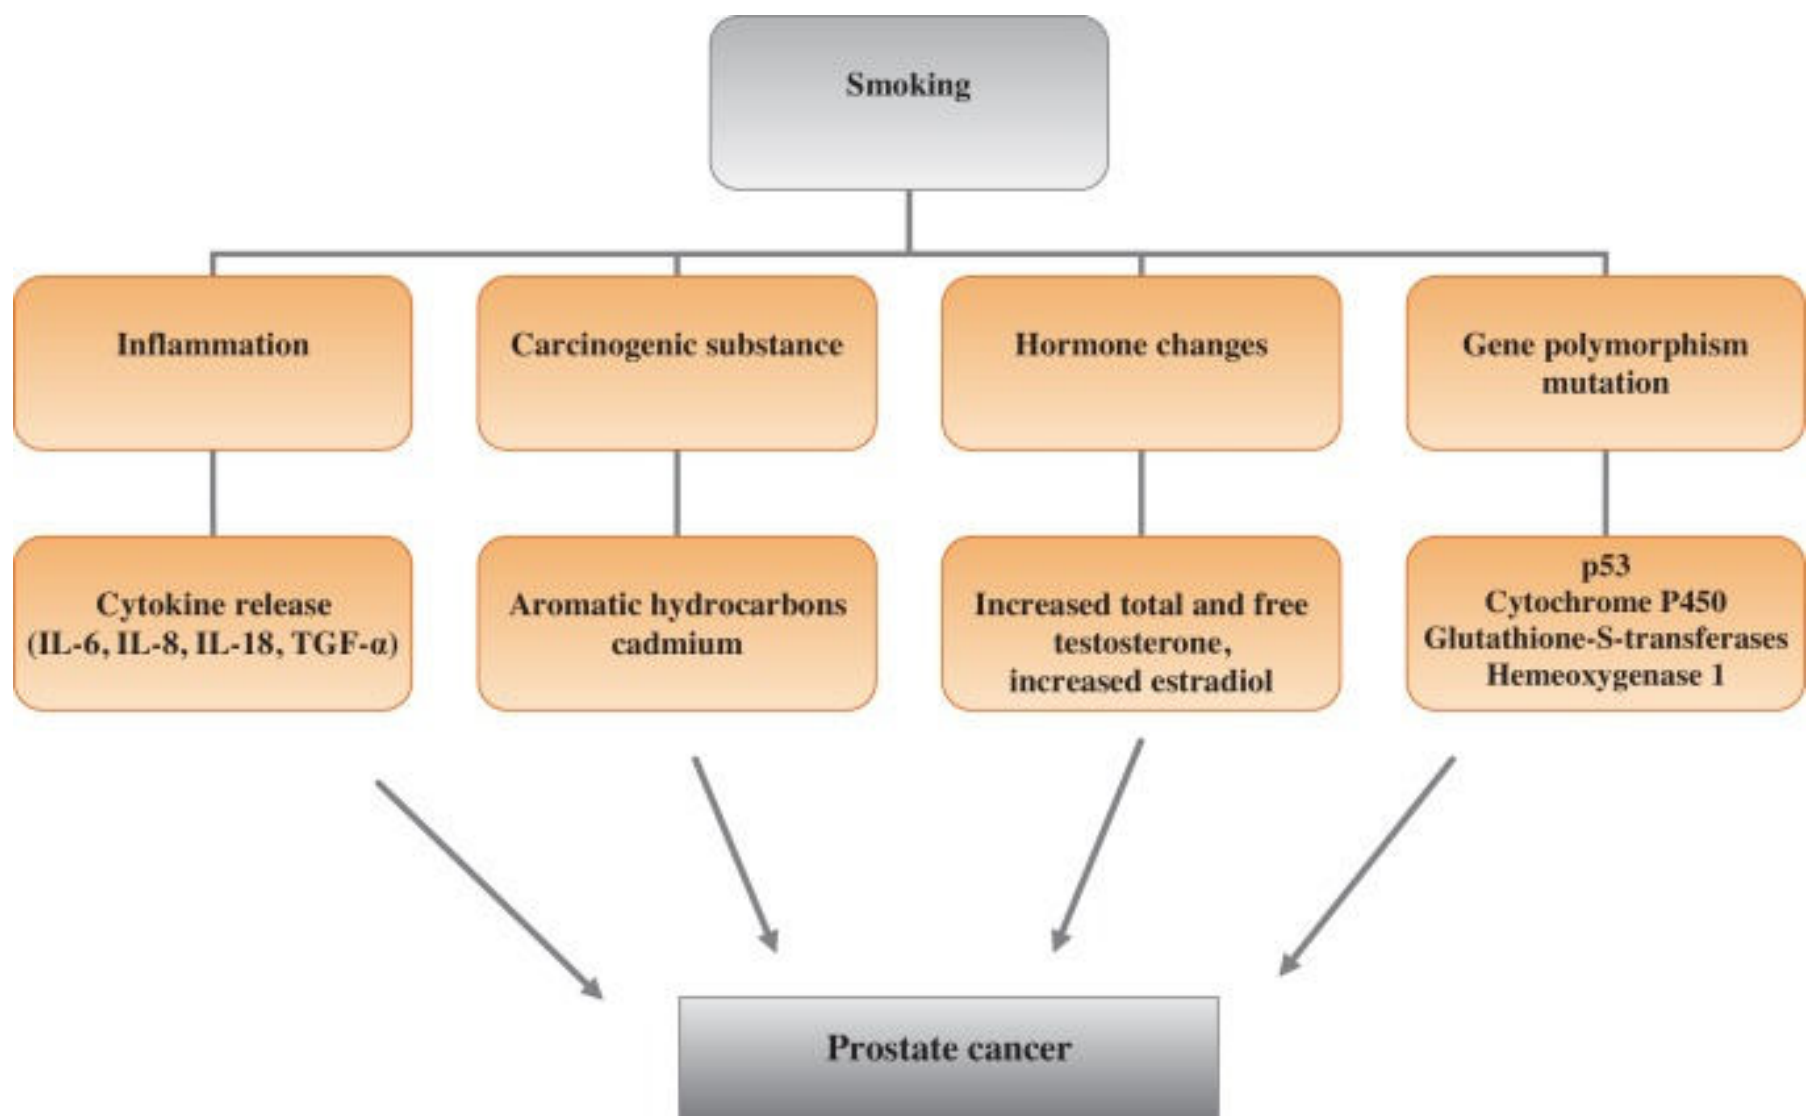 Smoking
Inflammation
Carcinogenic substance
Hormone changes
Gene polymorphism
mutation
Cytokine release
(IL-6, IL-8, IL-18, TGF-α)
Aromatic hydrocarbons
cadmium
Increased total and free
testosterone,
increased estradiol
p53
Cytochrome P450
Glutathione-S-transferases
Hemeoxygenase 1
Prostate cancer